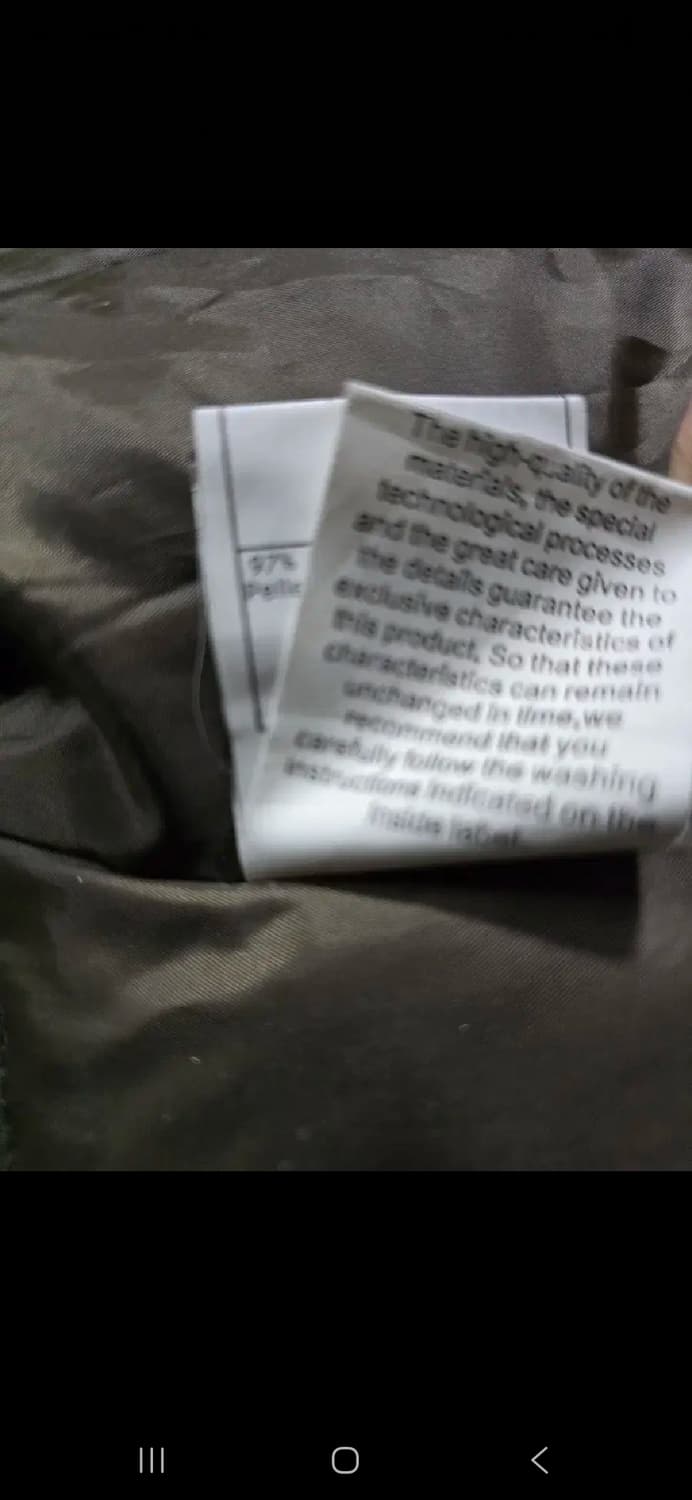 97%
Pelle
The high-quality of the
materials, the special
technological processes
and the great care given to
the details guarantee the
exclusive characteristics of
this product. So that these
characteristics can remain
unchanged in time,we
recommend that you
carefully follow the washing
instructions indicated on the
inside label.